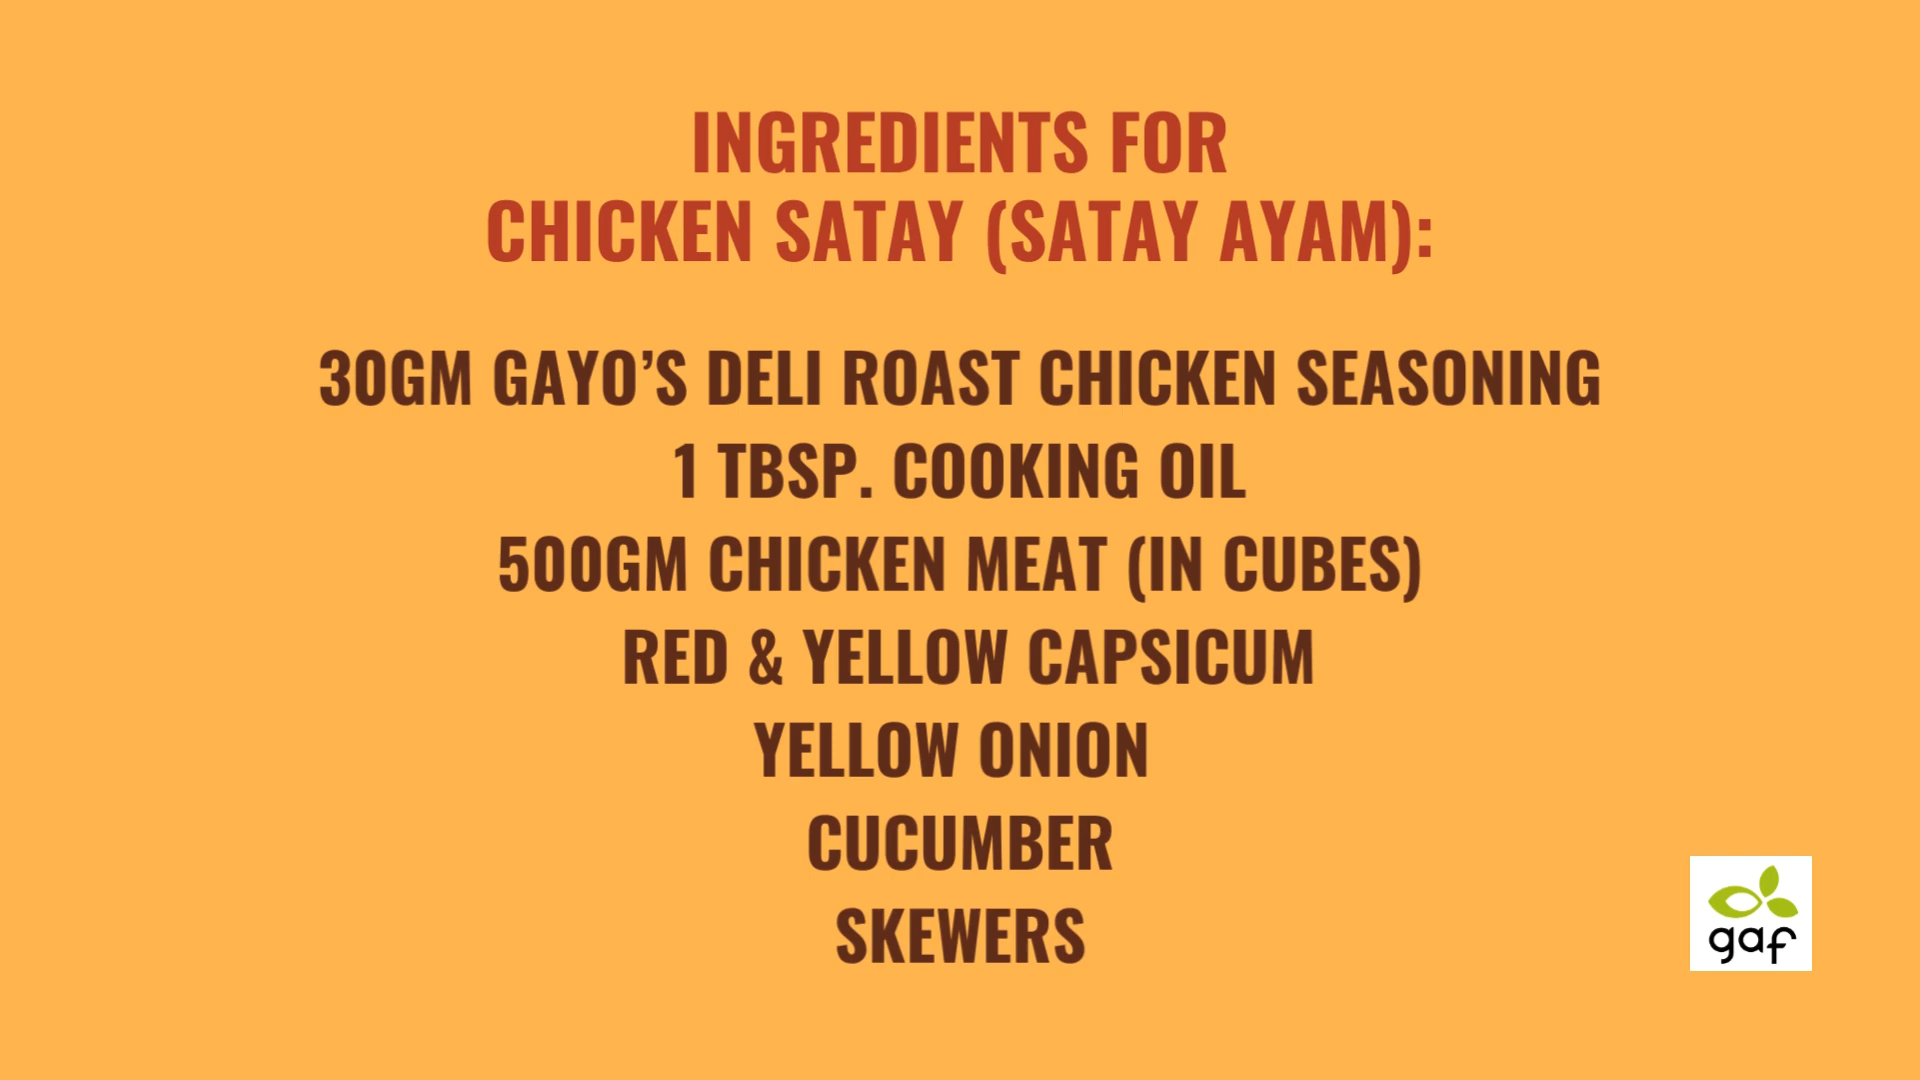 INGREDIENTS FOR
CHICKEN SATAY (SATAY AYAM):
30GM GAYO’S DELI ROAST CHICKEN SEASONING
1 TBSP. COOKING OIL
500GM CHICKEN MEAT (IN CUBES)
RED & YELLOW CAPSICUM
YELLOW ONION
CUCUMBER
SKEWERS
gaf